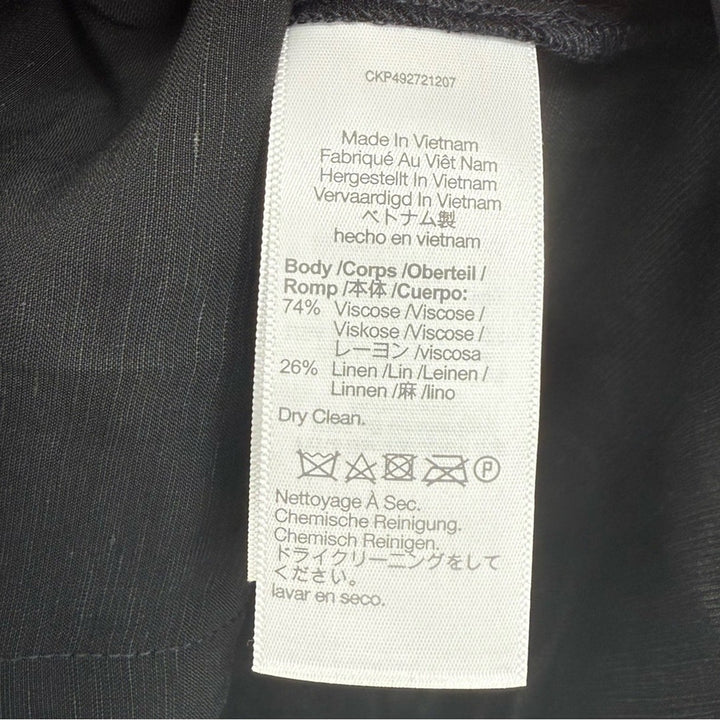 CKP492721207
Made In Vietnam
Fabriqué Au Viêt Nam
Hergestellt In Vietnam
Vervaardigd In Vietnam
ベトナム製
hecho en vietnam
Body /Corps /Oberteil /
Romp /本体 /Cuerpo:
74% Viscose /Viscose /
Viskose /Viscose /
レーヨン /viscosa
26% Linen /Lin /Leinen /
Linnen /麻 /lino
Dry Clean.
P
Nettoyage À Sec.
Chemische Reinigung.
Chemisch Reinigen.
ドライクリーニングをして
ください。
lavar en seco.